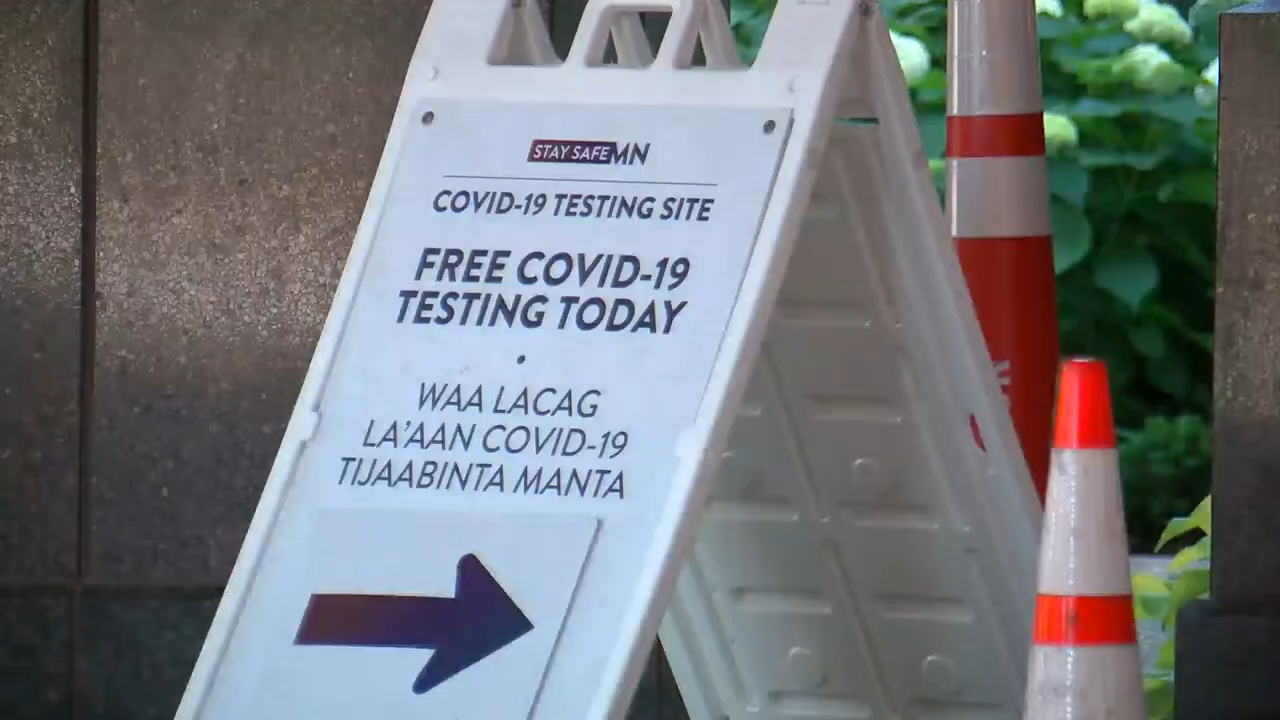 STAY SAFE MN
COVID-19 TESTING SITE
FREE COVID-19
TESTING TODAY
•
WAA LACAG
LA'AAN COVID-19
TIJAABINTA MANTA